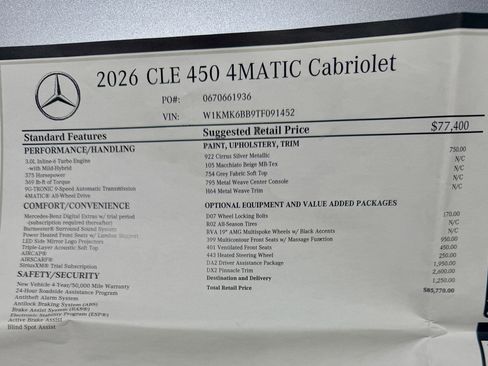 2026 CLE 450 4MATIC Cabriolet
PO#: 0670661936
VIN: W1KMK6BB9TF091452
Standard Features
PERFORMANCE/HANDLING
3.0L Inline-6 Turbo Engine
-with Mild-Hybrid
375 Horsepower
369 lb-ft of Torque
9G-TRONIC 9-Speed Automatic Transmission
4MATIC® All-Wheel Drive
COMFORT/CONVENIENCE
Mercedes-Benz Digital Extras w/ trial period
-(subscription required thereafter)
Burmester® Surround Sound System
Power Heated Front Seats w/ Lumbar Support
LED Side Mirror Logo Projectors
Triple-Layer Acoustic Soft Top
AIRCAP®
AIRSCARF®
SiriusXM® Trial Subscription
SAFETY/SECURITY
New Vehicle 4-Year/50,000 Mile Warranty
24-Hour Roadside Assistance Program
Antitheft Alarm System
Antilock Braking System (ABS)
Brake Assist System (BAS®)
Electronic Stability Program (ESP®)
Active Brake Assist
Blind Spot Assist
Suggested Retail Price $77,400
PAINT, UPHOLSTERY, TRIM
922 Cirrus Silver Metallic 750.00
105 Macchiato Beige MB-Tex N/C
754 Grey Fabric Soft Top N/C
795 Metal Weave Center Console N/C
H64 Metal Weave Trim N/C
OPTIONAL EQUIPMENT AND VALUE ADDED PACKAGES
D07 Wheel Locking Bolts 170.00
R02 All-Season Tires N/C
RVA 19" AMG Multispoke Wheels w/ Black Accents N/C
309 Multicontour Front Seats w/ Massage Function 950.00
401 Ventilated Front Seats 450.00
443 Heated Steering Wheel 250.00
DA2 Driver Assistance Package 1,950.00
DX2 Pinnacle Trim 2,600.00
Destination and Delivery 1,250.00
Total Retail Price $85,770.00